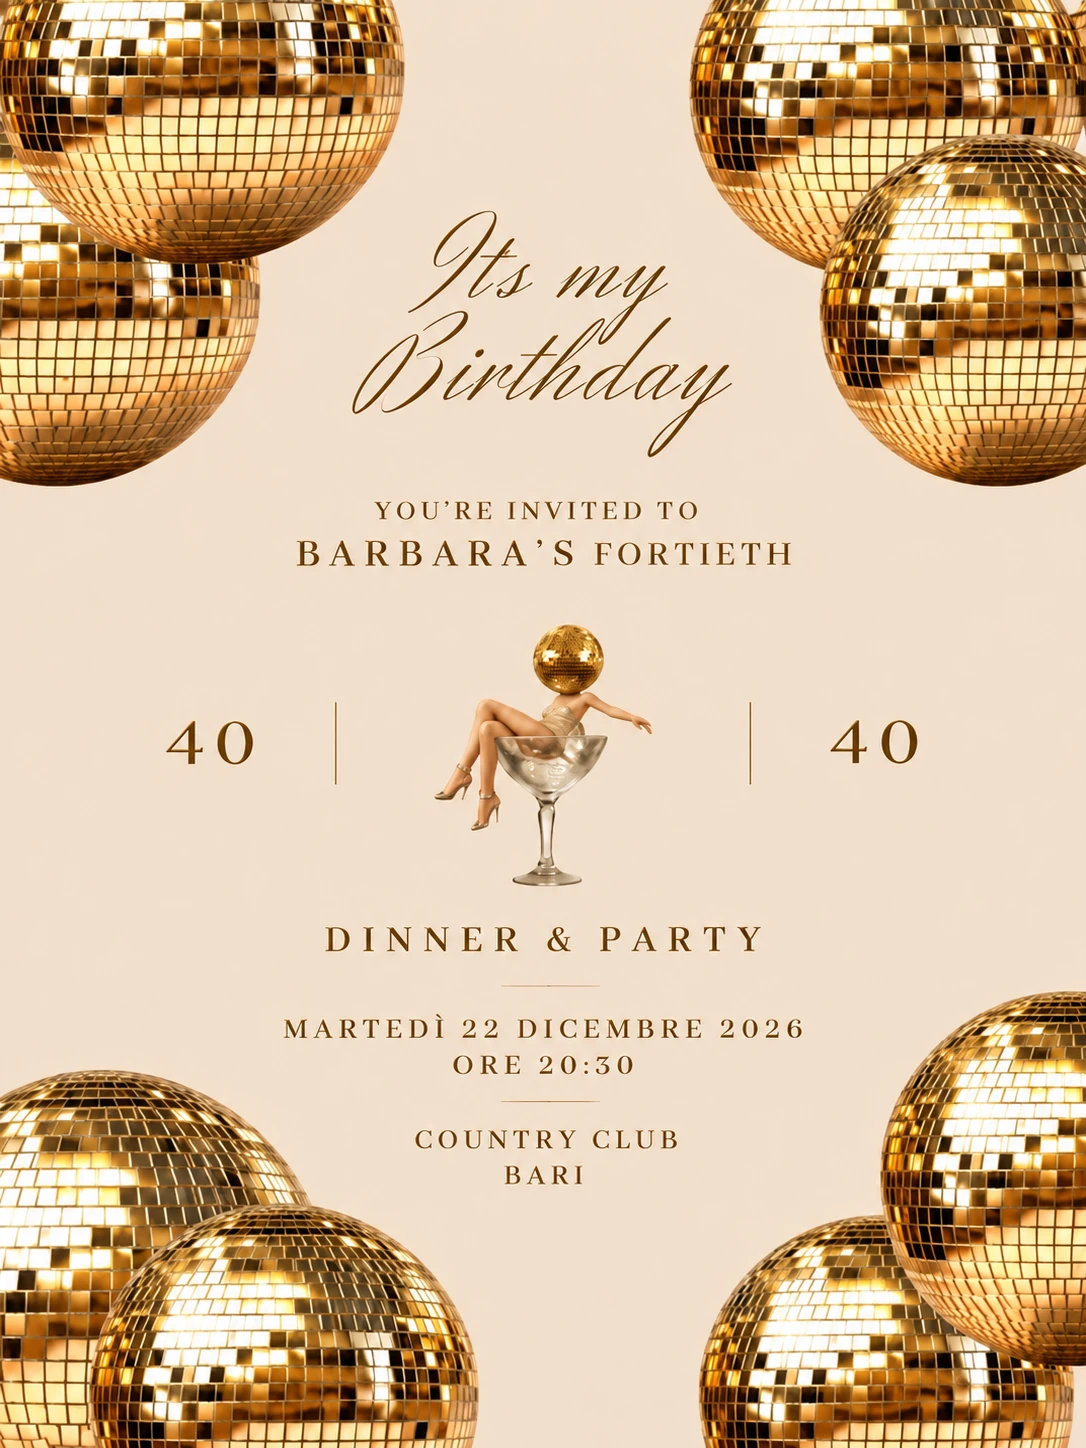 Its my
Birthday
YOU'RE INVITED TO
BARBARA'S FORTIETH
40 40
DINNER & PARTY
MARTEDÌ 22 DICEMBRE 2026
ORE 20:30
COUNTRY CLUB
BARI